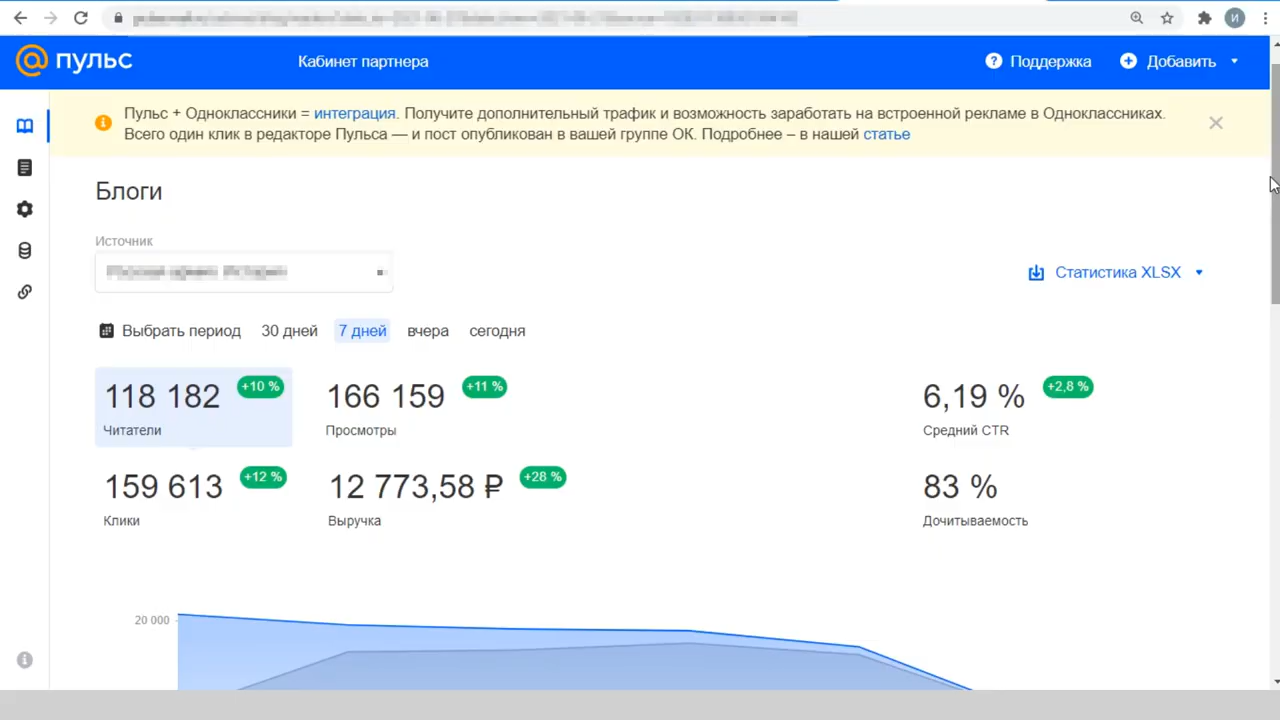 пульс
Кабинет партнера
Поддержка
Добавить
Пульс + Одноклассники = интеграция. Получите дополнительный трафик и возможность заработать на встроенной рекламе в Одноклассниках.
Всего один клик в редакторе Пульса — и пост опубликован в вашей группе ОК. Подробнее – в нашей статье
Блоги
Источник
Статистика XLSX
Выбрать период 30 дней 7 дней вчера сегодня
118 182 +10 %
Читатели
166 159 +11 %
Просмотры
6,19 % +2,8 %
Средний CTR
159 613 +12 %
Клики
12 773,58 ₽ +28 %
Выручка
83 %
Дочитываемость
20 000